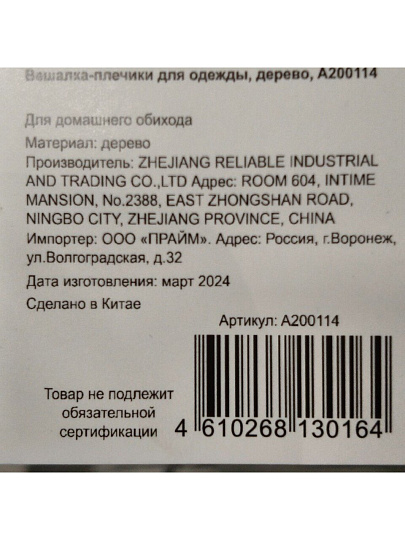 Вешалка-плечики для одежды, дерево, А200114
Для домашнего обихода
Материал: дерево
Производитель: ZHEJIANG RELIABLE INDUSTRIAL
AND TRADING CO.,LTD Адрес: ROOM 604, INTIME
MANSION, No.2388, EAST ZHONGSHAN ROAD,
NINGBO CITY, ZHEJIANG PROVINCE, CHINA
Импортер: ООО «ПРАЙМ». Адрес: Россия, г.Воронеж,
ул.Волгоградская, д.32
Дата изготовления: март 2024
Сделано в Китае
Артикул: А200114
Товар не подлежит
обязательной
сертификации
4 610268 130164